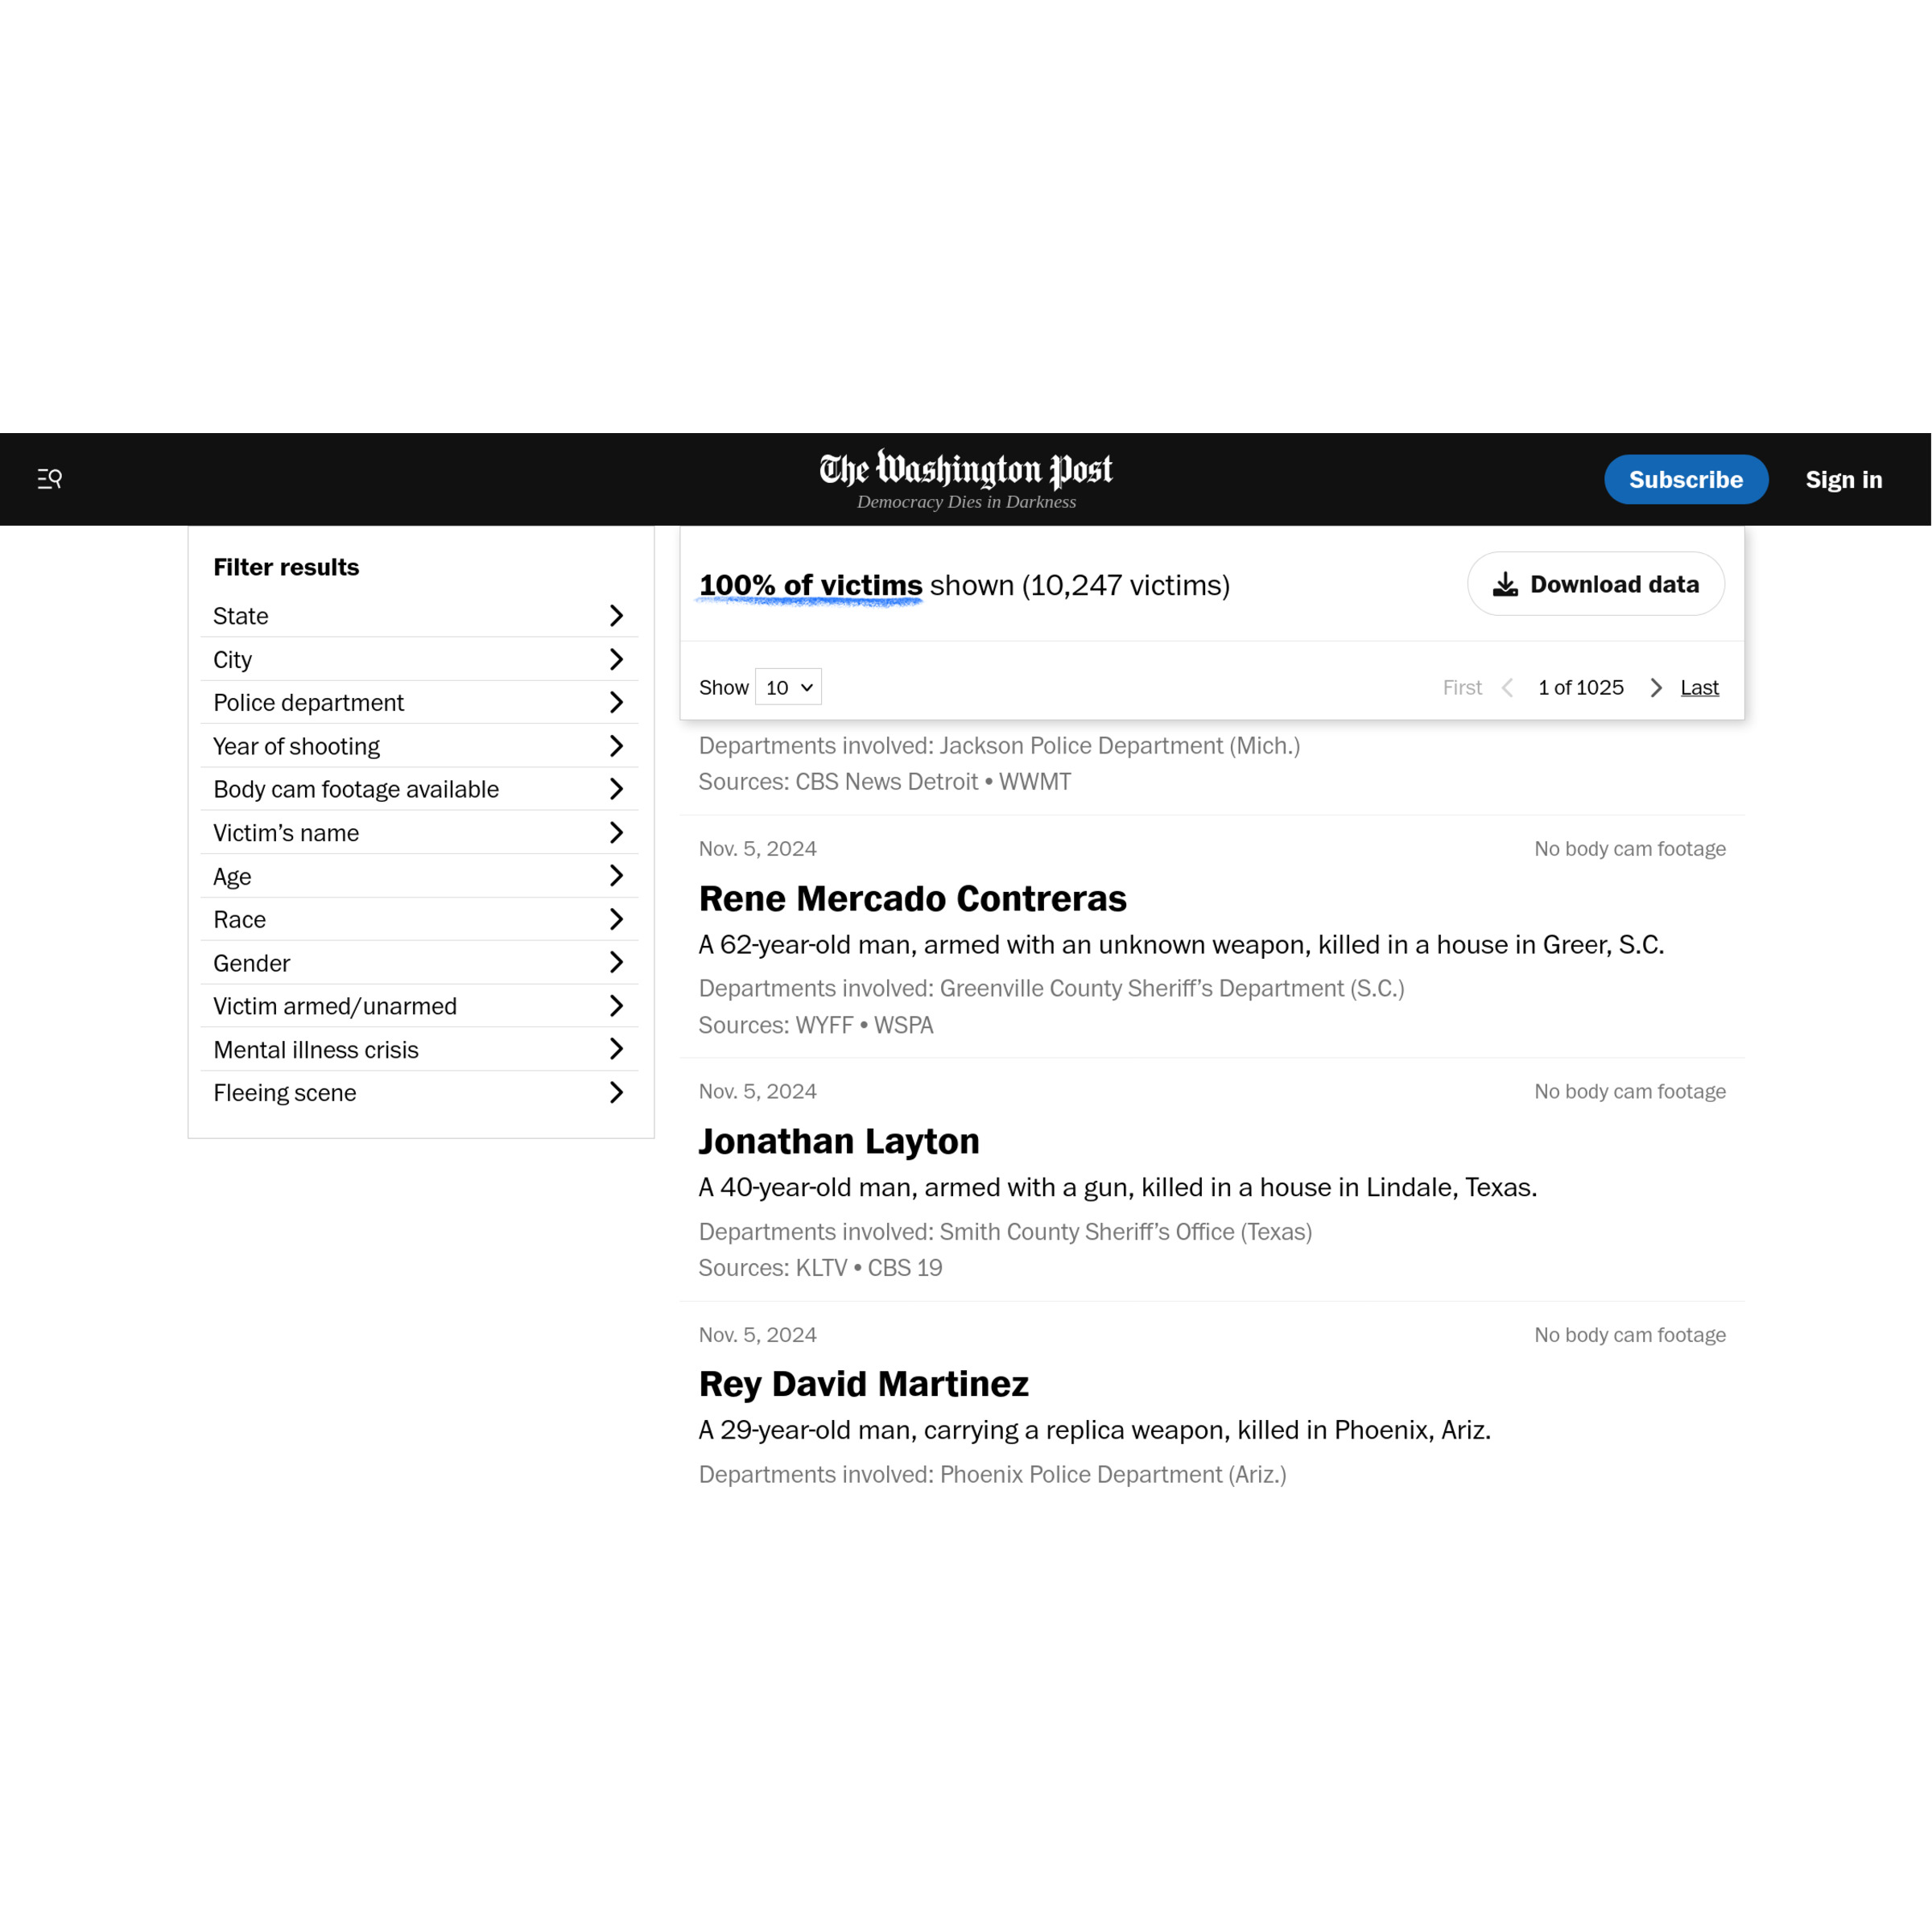 The Washington Post
Democracy Dies in Darkness
Subscribe
Sign in
Filter results
State
City
Police department
Year of shooting
Body cam footage available
Victim’s name
Age
Race
Gender
Victim armed/unarmed
Mental illness crisis
Fleeing scene
100% of victims shown (10,247 victims)
Download data
Show 10
First 1 of 1025 Last
Departments involved: Jackson Police Department (Mich.)
Sources: CBS News Detroit • WWMT
Nov. 5, 2024 No body cam footage
Rene Mercado Contreras
A 62-year-old man, armed with an unknown weapon, killed in a house in Greer, S.C.
Departments involved: Greenville County Sheriff’s Department (S.C.)
Sources: WYFF • WSPA
Nov. 5, 2024 No body cam footage
Jonathan Layton
A 40-year-old man, armed with a gun, killed in a house in Lindale, Texas.
Departments involved: Smith County Sheriff’s Office (Texas)
Sources: KLTV • CBS 19
Nov. 5, 2024 No body cam footage
Rey David Martinez
A 29-year-old man, carrying a replica weapon, killed in Phoenix, Ariz.
Departments involved: Phoenix Police Department (Ariz.)